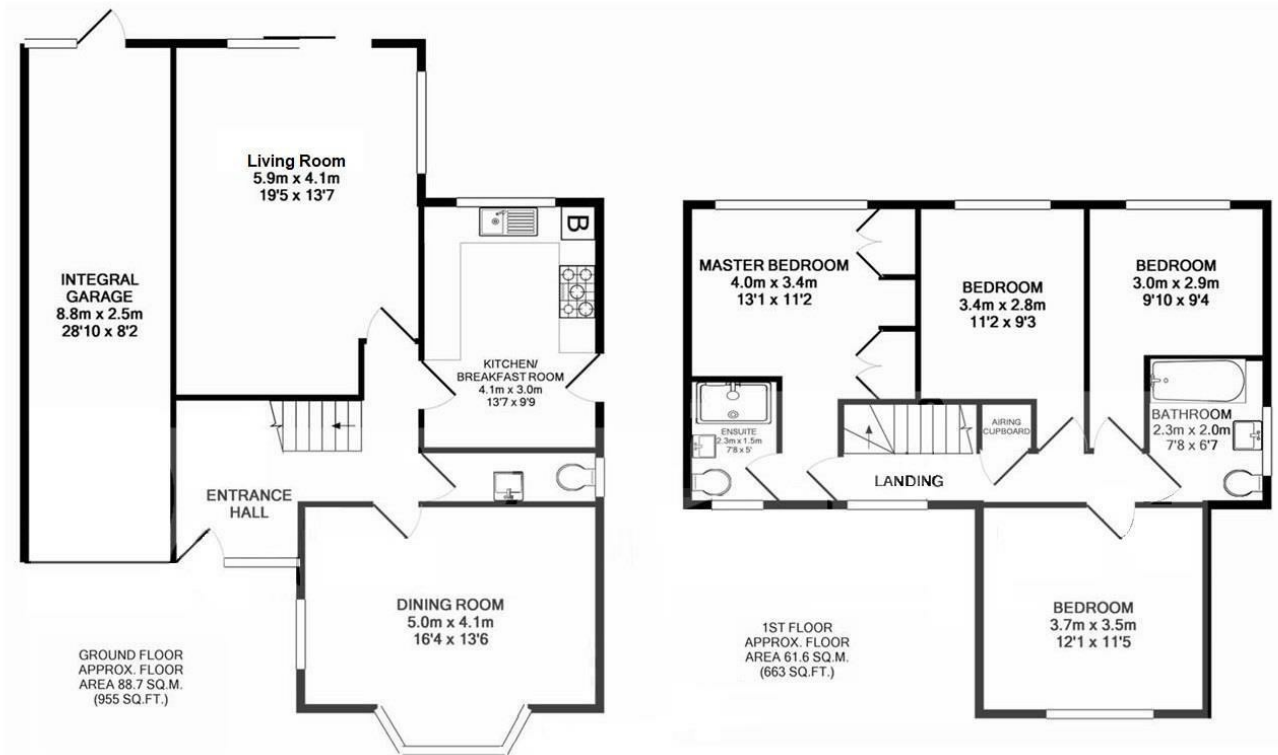 Living Room
5.9m x 4.1m
19'5 x 13'7
INTEGRAL
GARAGE
8.8m x 2.5m
28'10 x 8'2
B
KITCHEN/
BREAKFAST ROOM
4.1m x 3.0m
13'7 x 9'9
ENTRANCE
HALL
DINING ROOM
5.0m x 4.1m
16'4 x 13'6
GROUND FLOOR
APPROX. FLOOR
AREA 88.7 SQ.M.
(955 SQ.FT.)
MASTER BEDROOM
4.0m x 3.4m
13'1 x 11'2
BEDROOM
3.4m x 2.8m
11'2 x 9'3
BEDROOM
3.0m x 2.9m
9'10 x 9'4
ENSUITE
2.3m x 1.5m
7'8 x 5'
AIRING
CUPBOARD
BATHROOM
2.3m x 2.0m
7'8 x 6'7
LANDING
BEDROOM
3.7m x 3.5m
12'1 x 11'5
1ST FLOOR
APPROX. FLOOR
AREA 61.6 SQ.M.
(663 SQ.FT.)